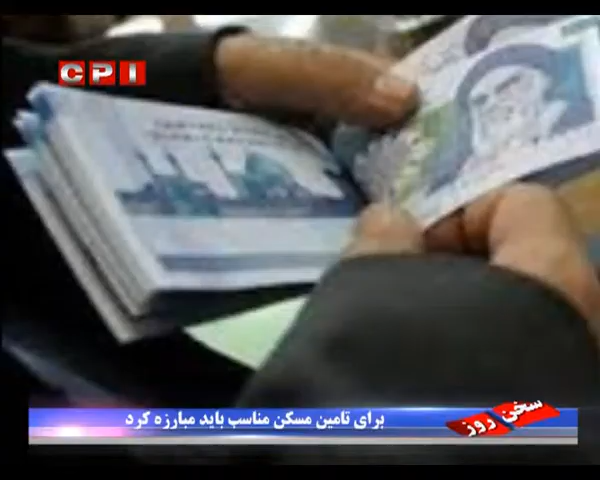 CPI
سخن روز
برای تامین مسکن مناسب باید مبارزه کرد